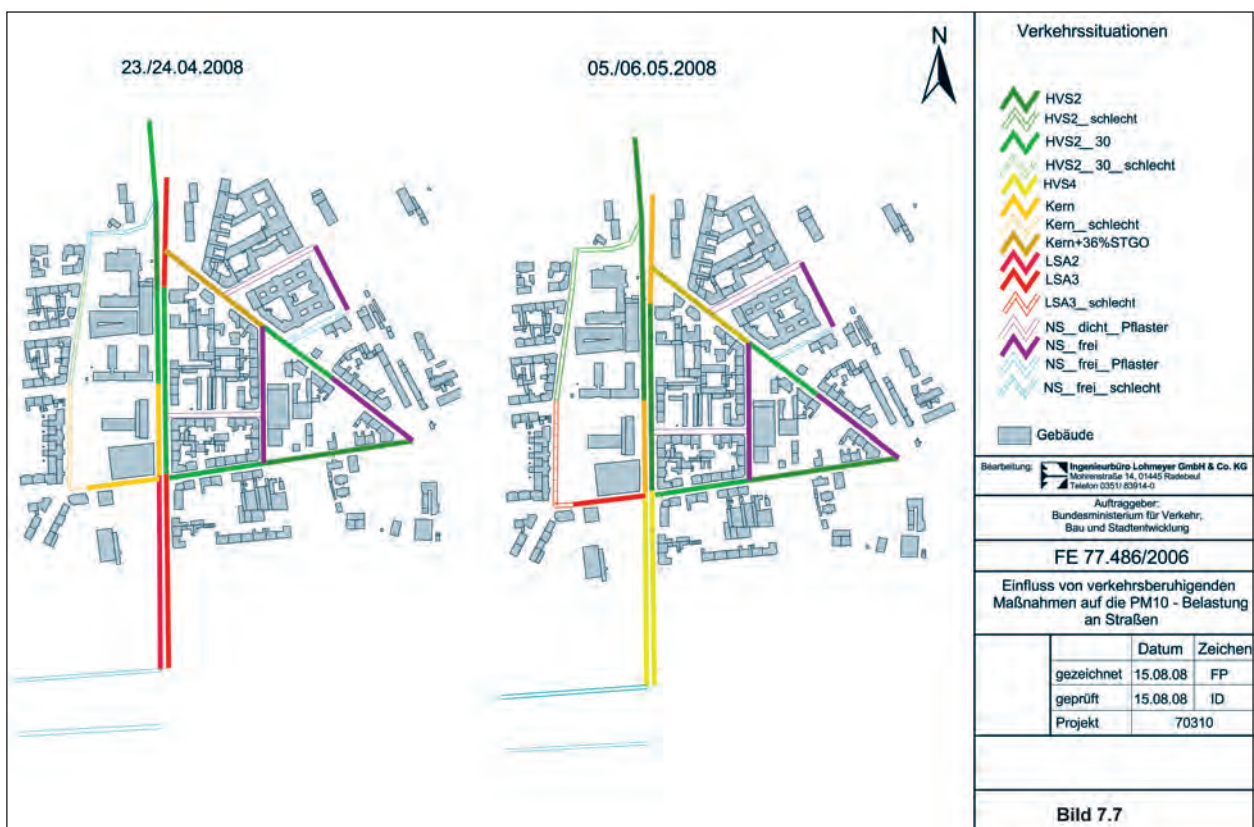 23./24.04.2008
05./06.05.2008
N
Verkehrssituationen
HVS2
HVS2__schlecht
HVS2__30
HVS2__30__schlecht
HVS4
Kern
Kern__schlecht
Kern+36%STGO
LSA2
LSA3
LSA3__schlecht
NS__dicht__Pflaster
NS__frei
NS__frei__Pflaster
NS__frei__schlecht
Gebäude
Bearbeitung:
Ingenieurbüro Lohmeyer GmbH & Co. KG
Mohrenstraße 14, 01445 Radebeul
Telefon 0351/ 83914-0
Auftraggeber:
Bundesministerium für Verkehr,
Bau und Stadtentwicklung
FE 77.486/2006
Einfluss von verkehrsberuhigenden
Maßnahmen auf die PM10 - Belastung
an Straßen
Datum Zeichen
gezeichnet 15.08.08 FP
geprüft 15.08.08 ID
Projekt 70310
Bild 7.7